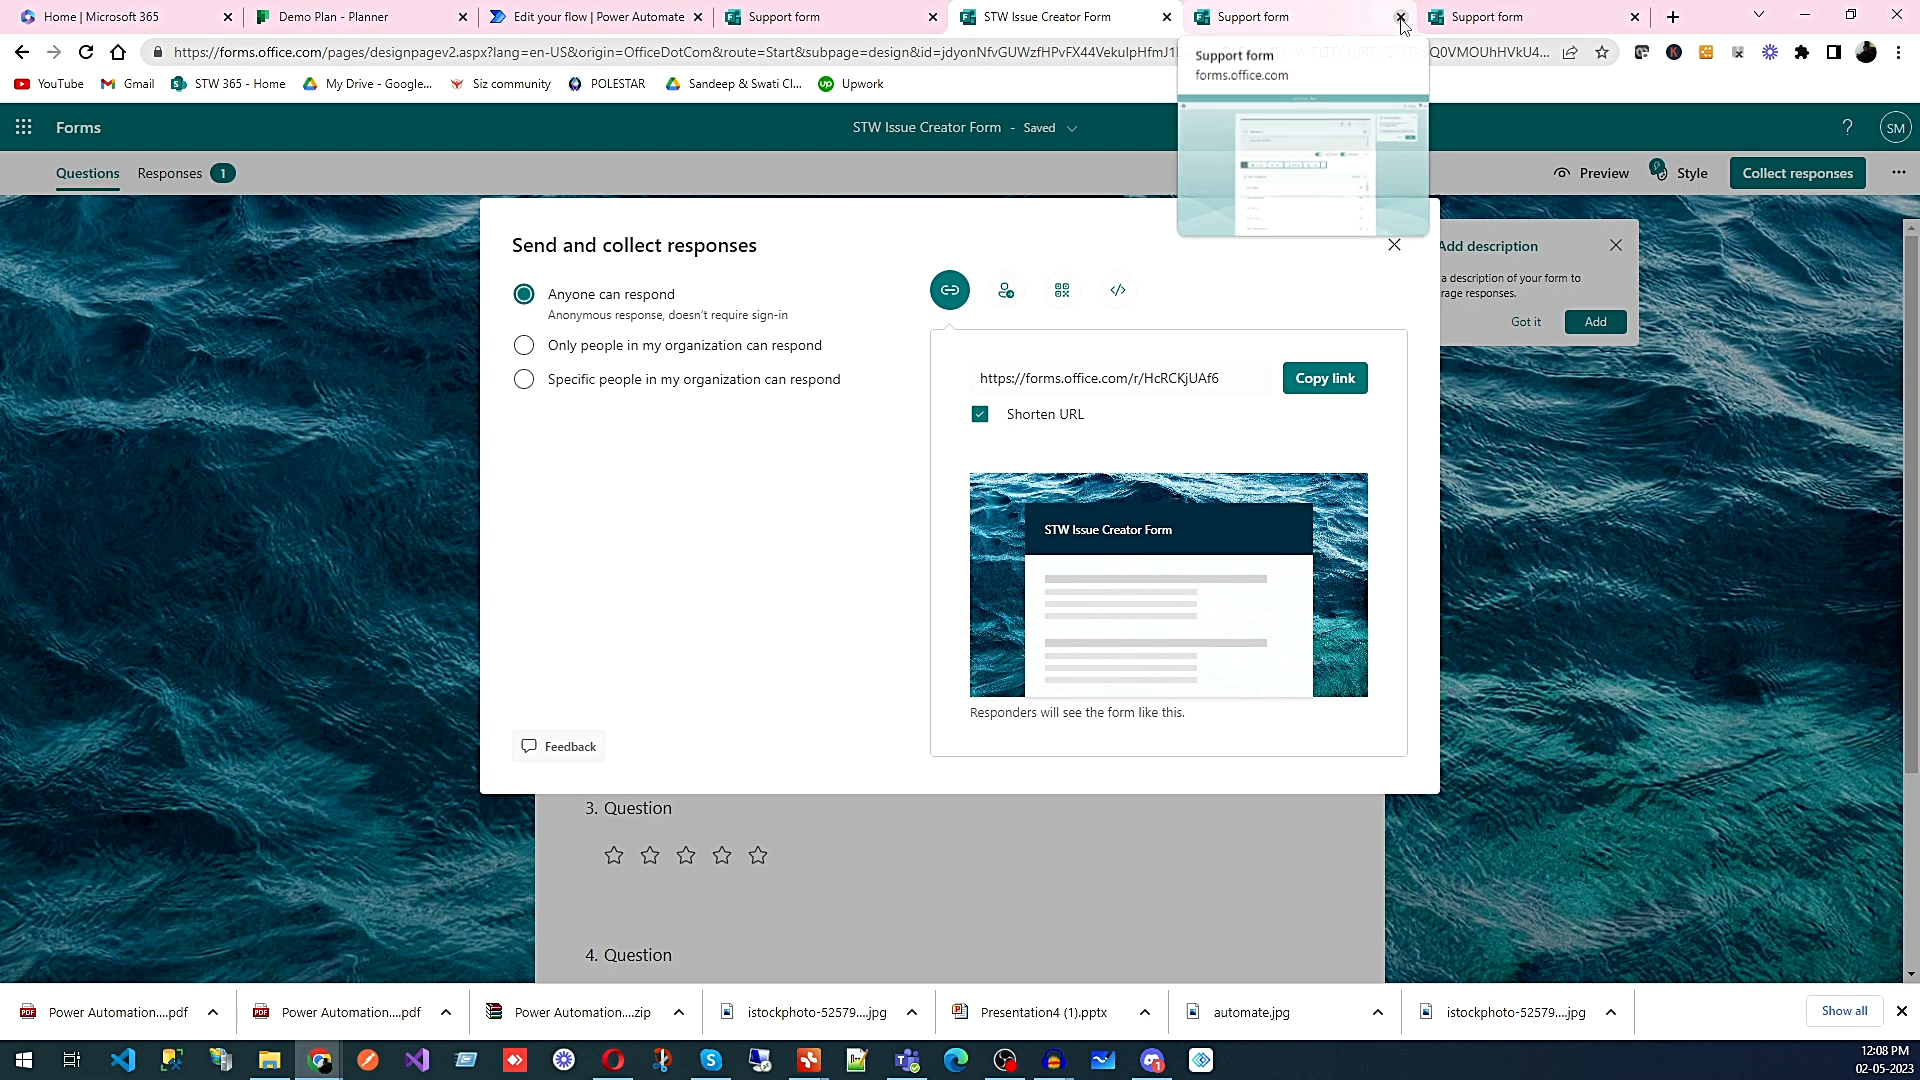 Home | Microsoft 365
Demo Plan - Planner
Edit your flow | Power Automate
Support form
STW Issue Creator Form
Support form
Support form
https://forms.office.com/pages/designpagev2.aspx?lang=en-US&origin=OfficeDotCom&route=Start&subpage=design&id=jdyonNfvGUWzfHPvFX44VekulpHfmJ1
Q0VMOUhHVkU4...
Support form
forms.office.com
YouTube
Gmail
STW 365 - Home
My Drive - Google...
Siz community
POLESTAR
Sandeep & Swati Cl...
Upwork
Forms
STW Issue Creator Form - Saved
?
SM
Questions
Responses 1
Preview
Style
Collect responses
Send and collect responses
Anyone can respond
Anonymous response, doesn't require sign-in
Only people in my organization can respond
Specific people in my organization can respond
https://forms.office.com/r/HcRCKjUAf6
Copy link
Shorten URL
STW Issue Creator Form
Responders will see the form like this.
Feedback
Add description
a description of your form to
rage responses.
Got it
Add
3. Question
4. Question
Power Automation....pdf
Power Automation....pdf
Power Automation....zip
istockphoto-52579....jpg
Presentation4 (1).pptx
automate.jpg
istockphoto-52579....jpg
Show all
12:08 PM
02-05-2023